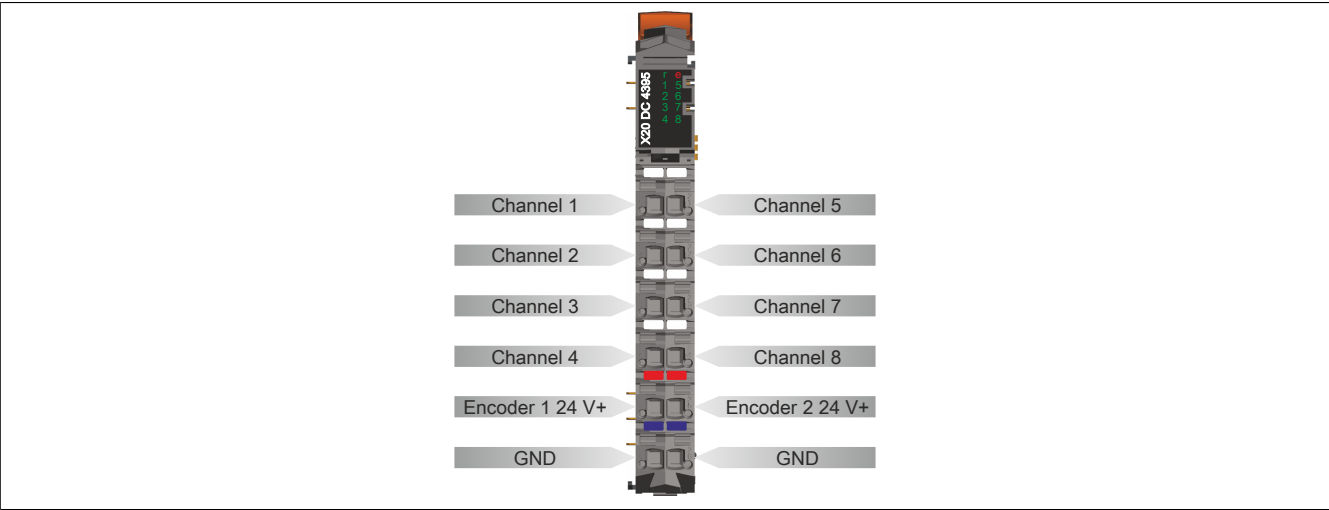 X20 DC 4395
r e
1 5
2 6
3 7
4 8
Channel 1 Channel 5
Channel 2 Channel 6
Channel 3 Channel 7
Channel 4 Channel 8
Encoder 1 24 V+ Encoder 2 24 V+
GND GND